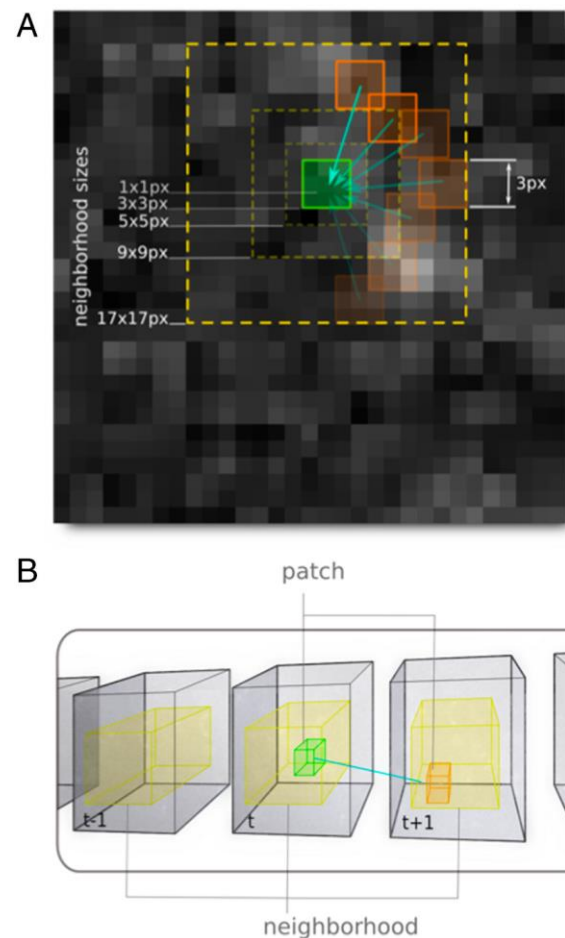 A
neighborhood sizes
1x1px
3x3px
5x5px
9x9px
17x17px
3px
B
patch
t-1
t
t+1
neighborhood